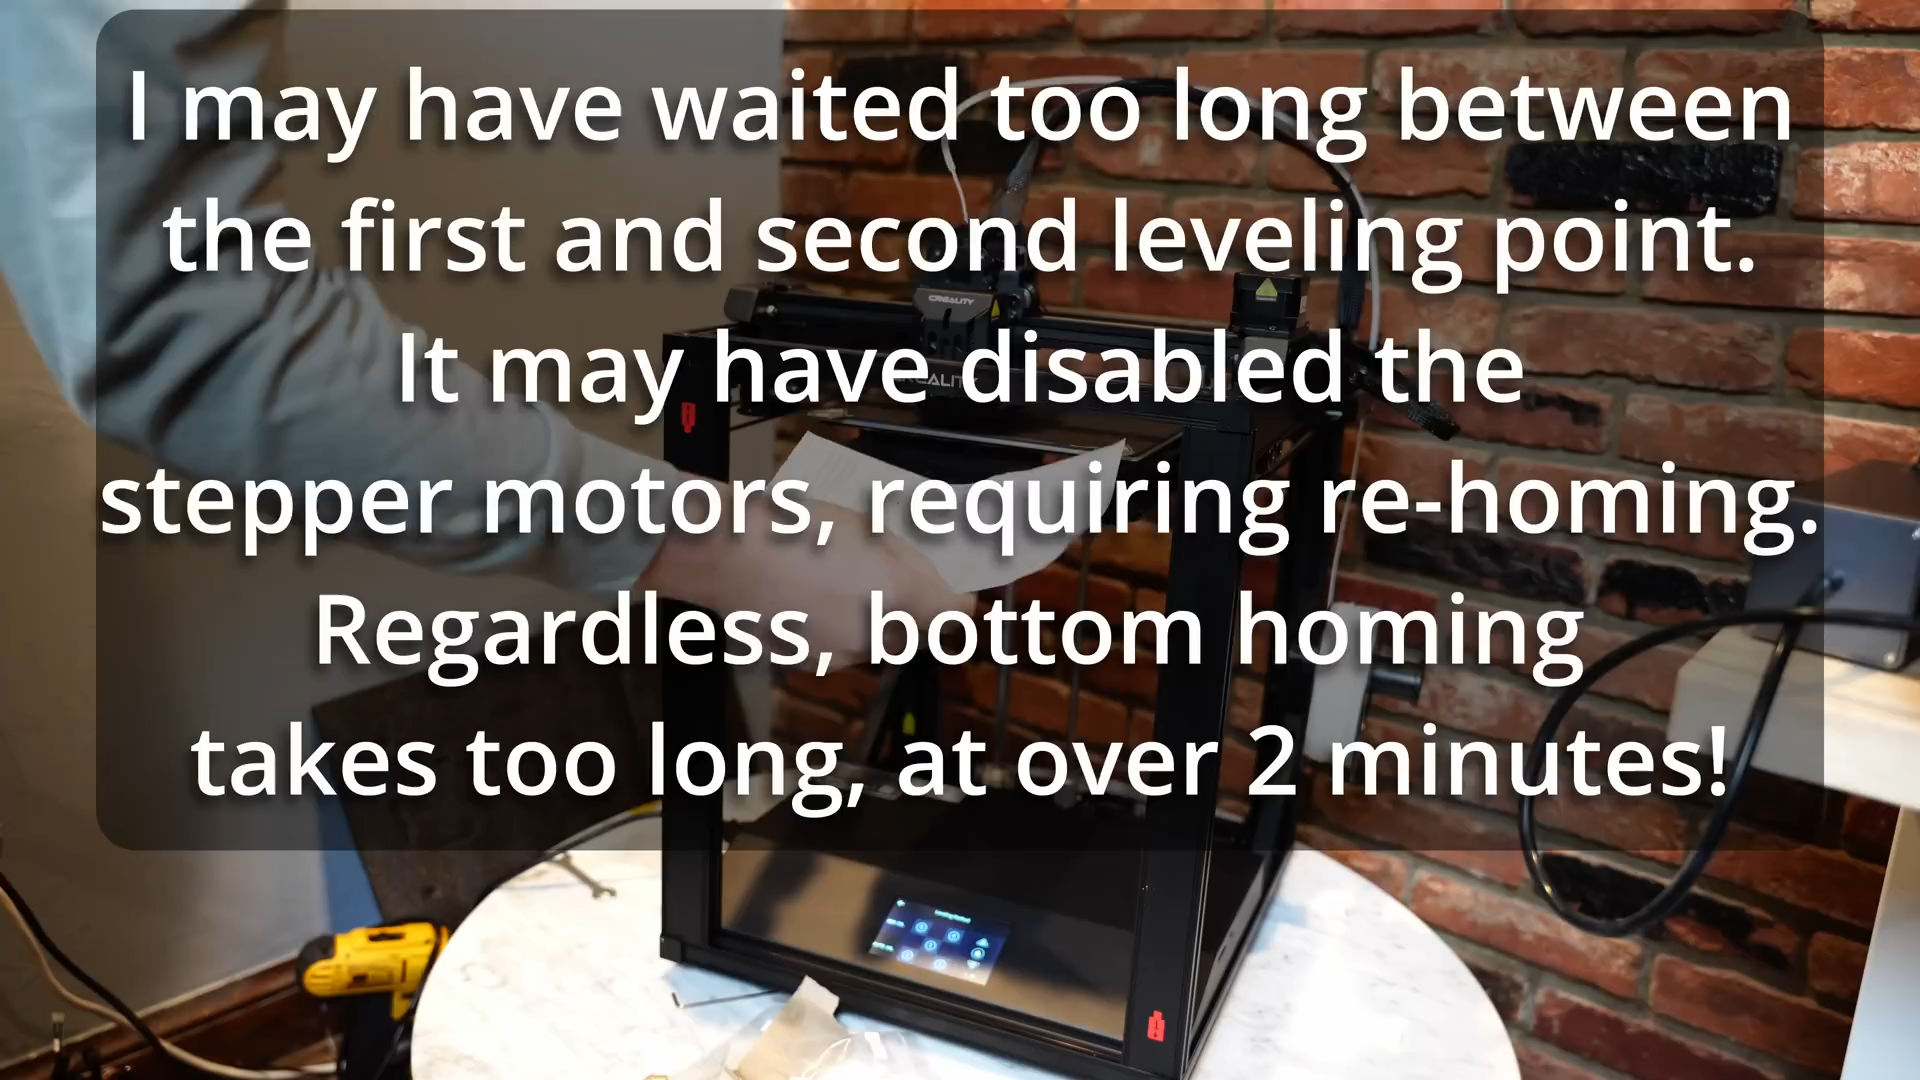 I may have waited too long between
the first and second leveling point.
It may have disabled the
stepper motors, requiring re-homing.
Regardless, bottom homing
takes too long, at over 2 minutes!
CREALITY